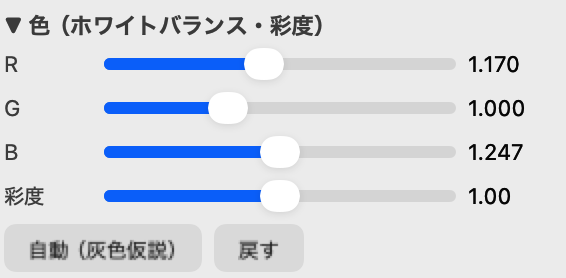 ▼ 色（ホワイトバランス・彩度）
R 1.170
G 1.000
B 1.247
彩度 1.00
自動（灰色仮説） 戻す